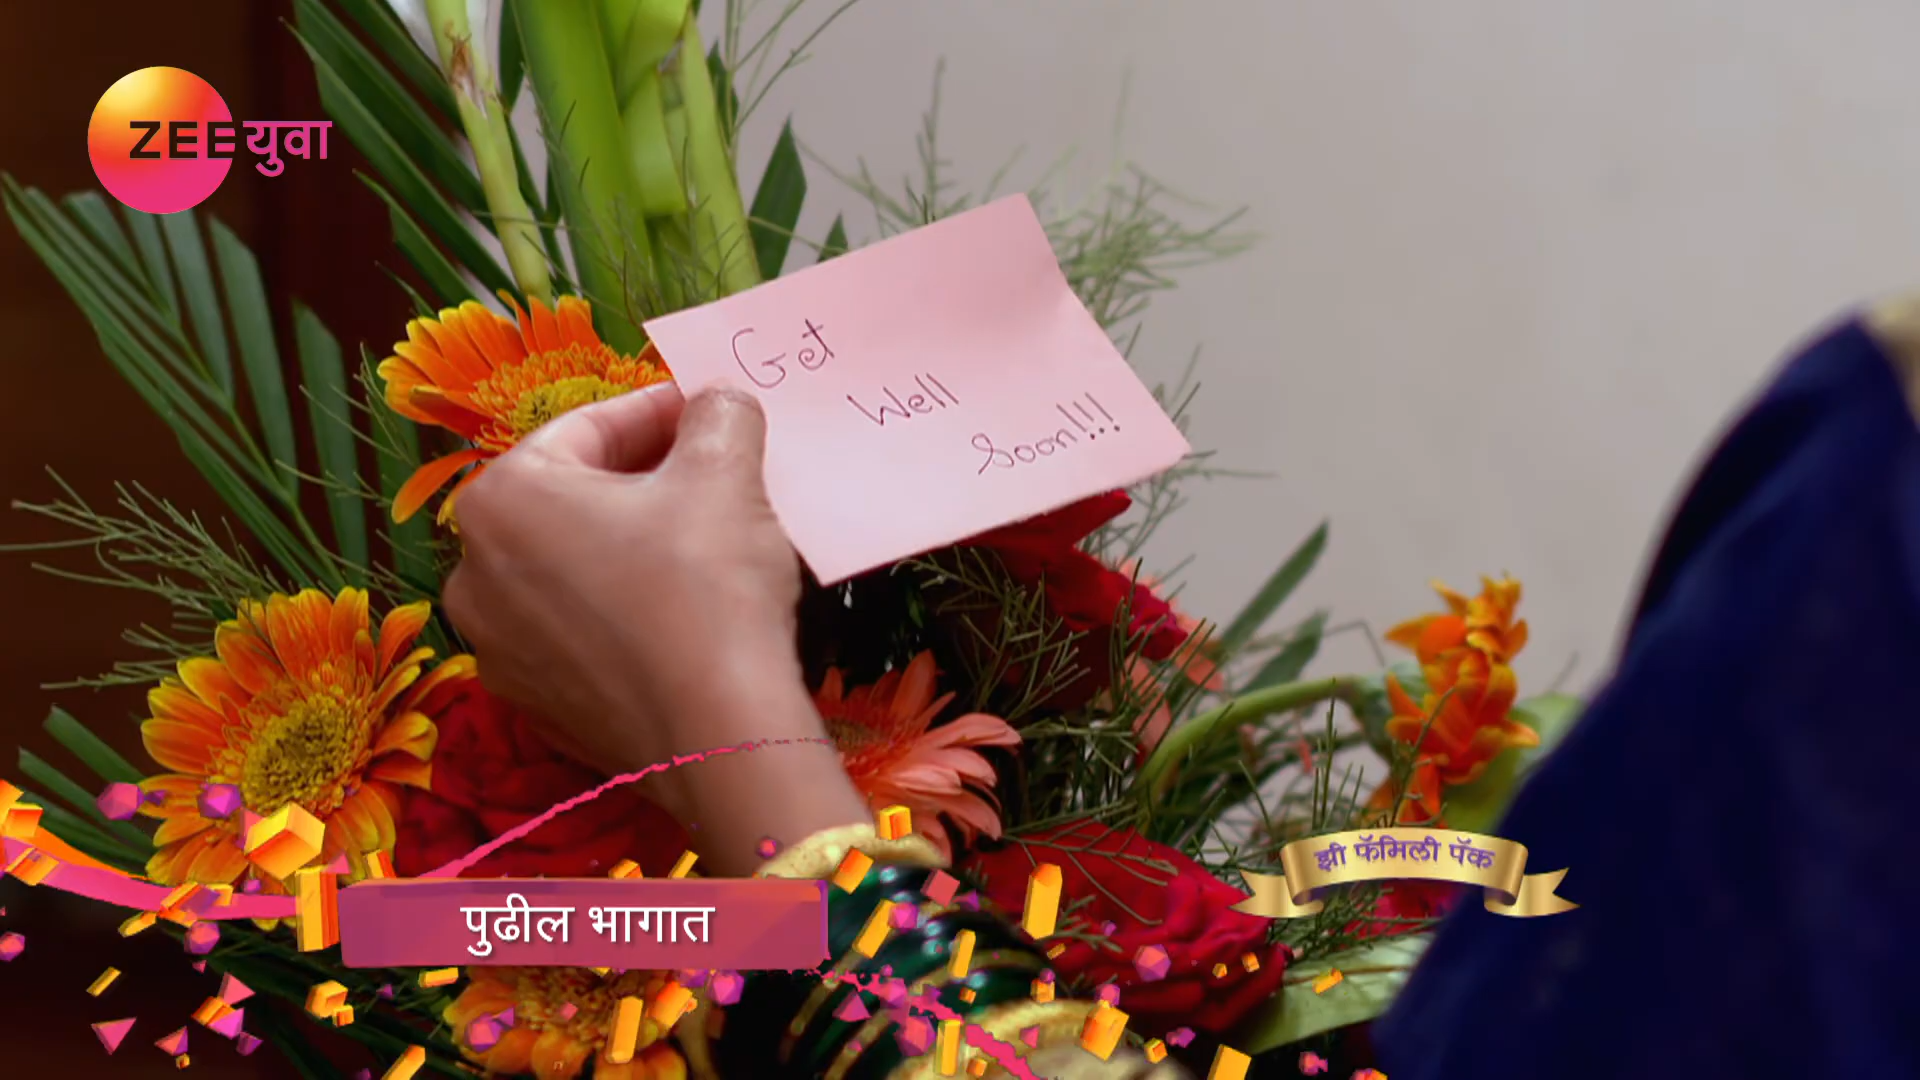 ZEE युवा
Get
Well
Soon!!!
झी फॅमिली पॅक
पुढील भागात